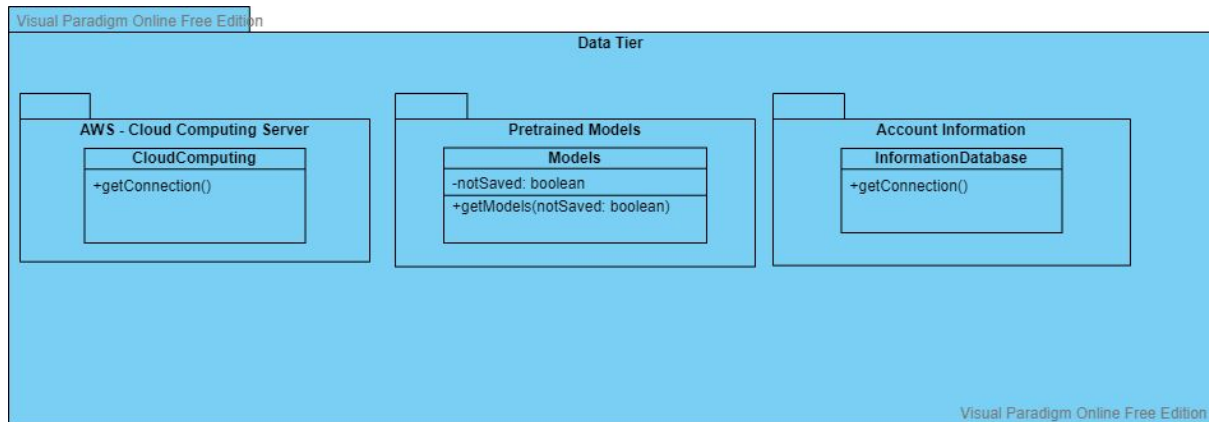 Visual Paradigm Online Free Edition
Data Tier
AWS - Cloud Computing Server
CloudComputing
+getConnection()
Pretrained Models
Models
-notSaved: boolean
+getModels(notSaved: boolean)
Account Information
InformationDatabase
+getConnection()
Visual Paradigm Online Free Edition